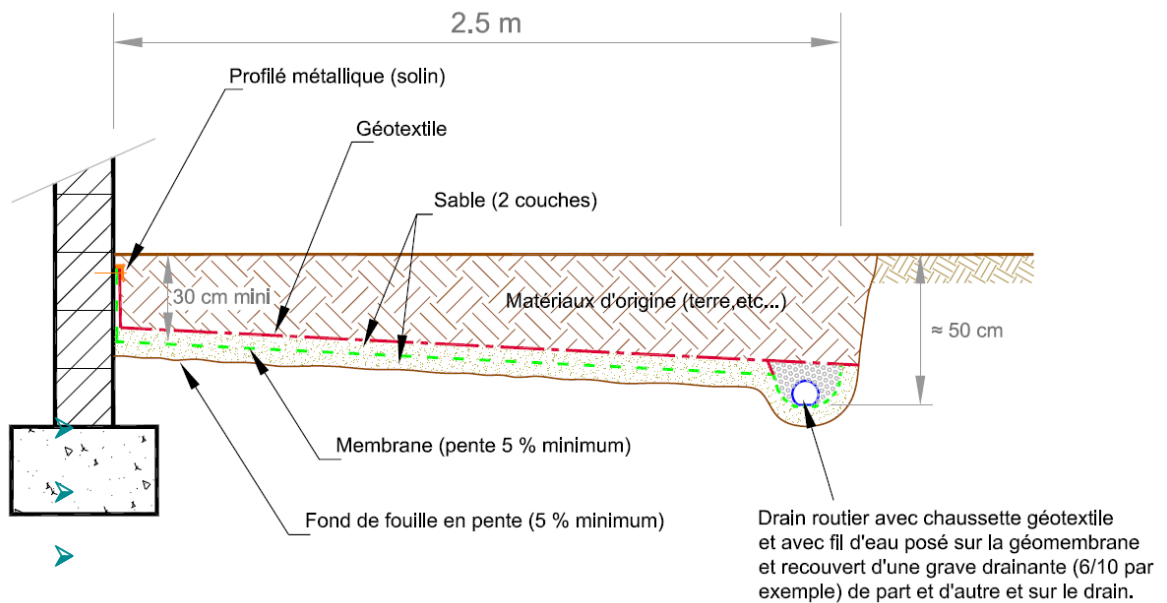 2.5 m
Profilé métallique (solin)
Géotextile
Sable (2 couches)
30 cm mini
Matériaux d'origine (terre,etc...)
≈ 50 cm
Membrane (pente 5 % minimum)
Fond de fouille en pente (5 % minimum)
Drain routier avec chaussette géotextile
et avec fil d'eau posé sur la géomembrane
et recouvert d'une grave drainante (6/10 par
exemple) de part et d'autre et sur le drain.